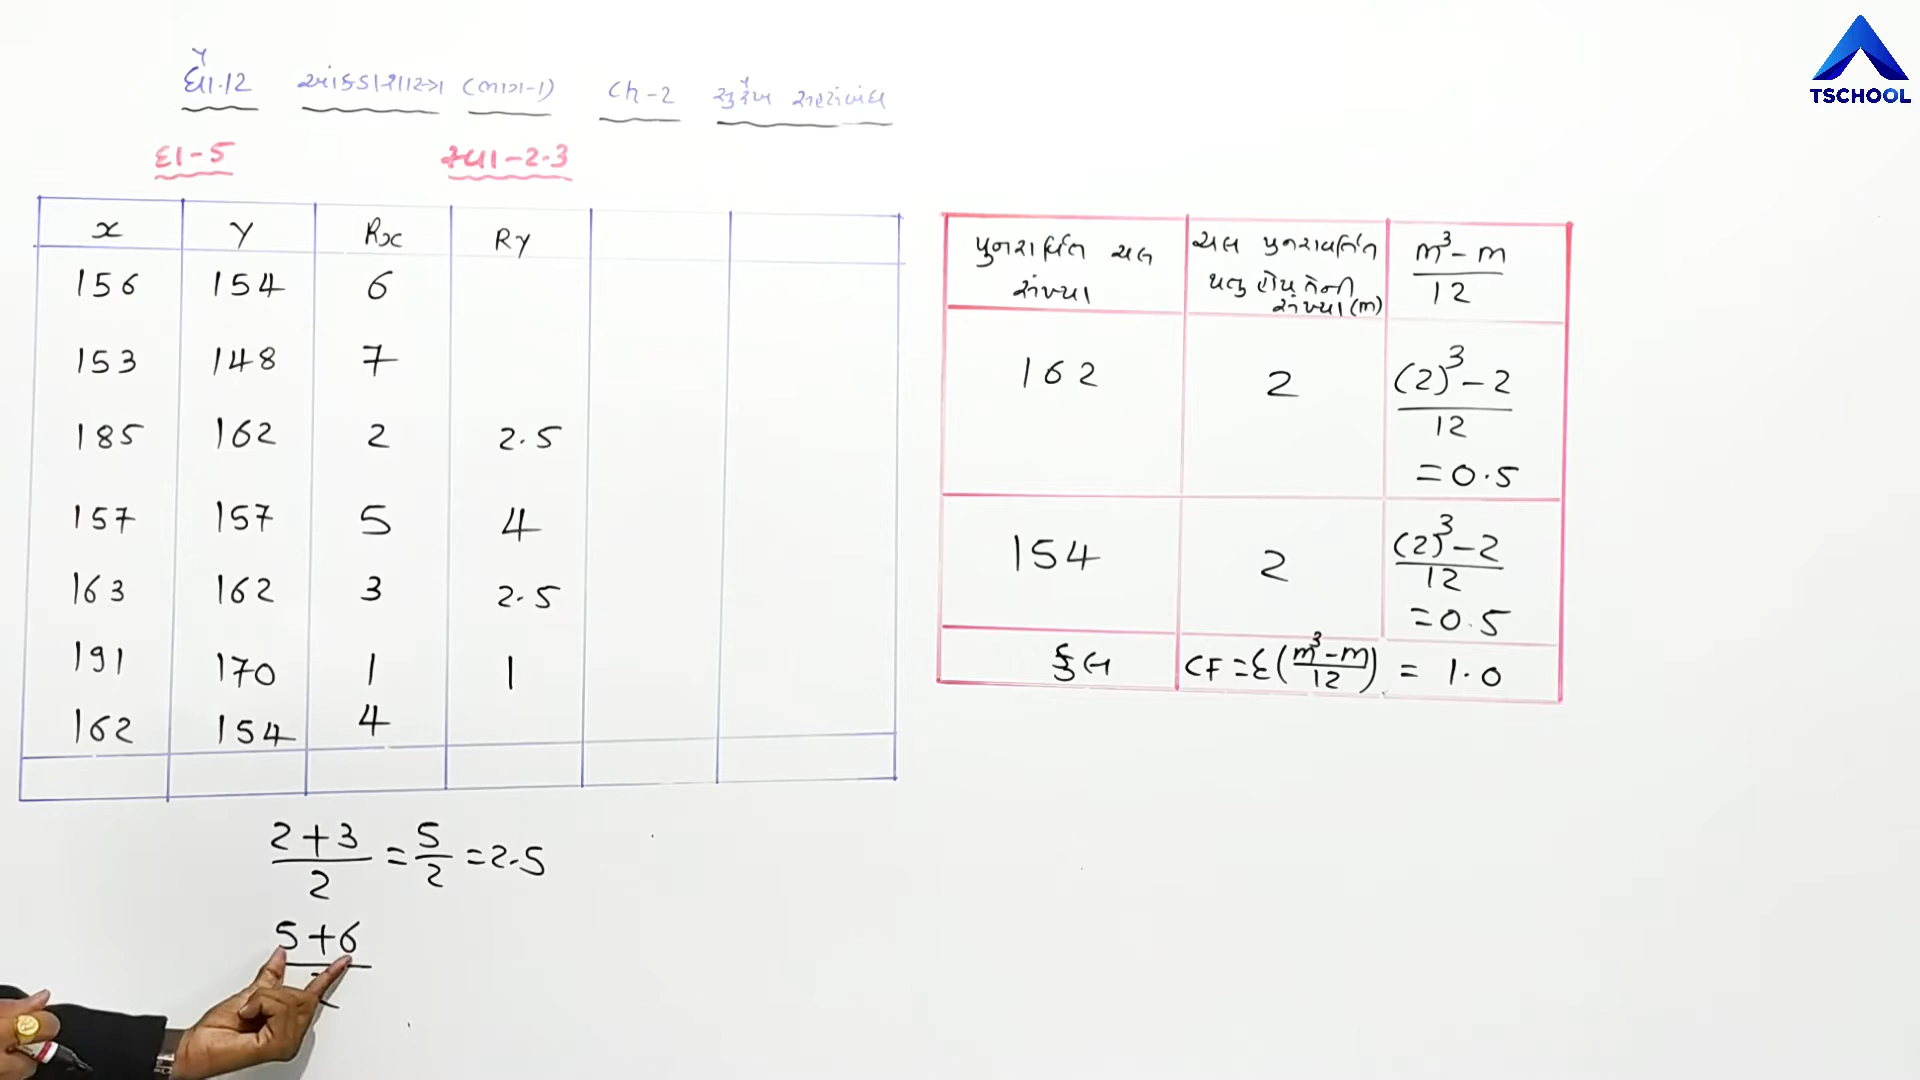 ધો.12 આંકડાશાસ્ત્ર (ભાગ-1) Ch-2 સુરેખ સહસંબંધ
દા-5 સ્વા-2.3
x Y Rx RY
156 154 6
153 148 7
185 162 2 2.5
157 157 5 4
163 162 3 2.5
191 170 1 1
162 154 4
2+3/2 = 5/2 = 2.5
5+6
પુનરાવર્તિત ચલ સંખ્યા
ચલ પુનરાવર્તિત થતુ હોય તેની સંખ્યા (m)
m³-m/12
162 2 (2)³-2/12 =0.5
154 2 (2)³-2/12 =0.5
કુલ CF=Σ(m³-m/12) = 1.0
TSCHOOL